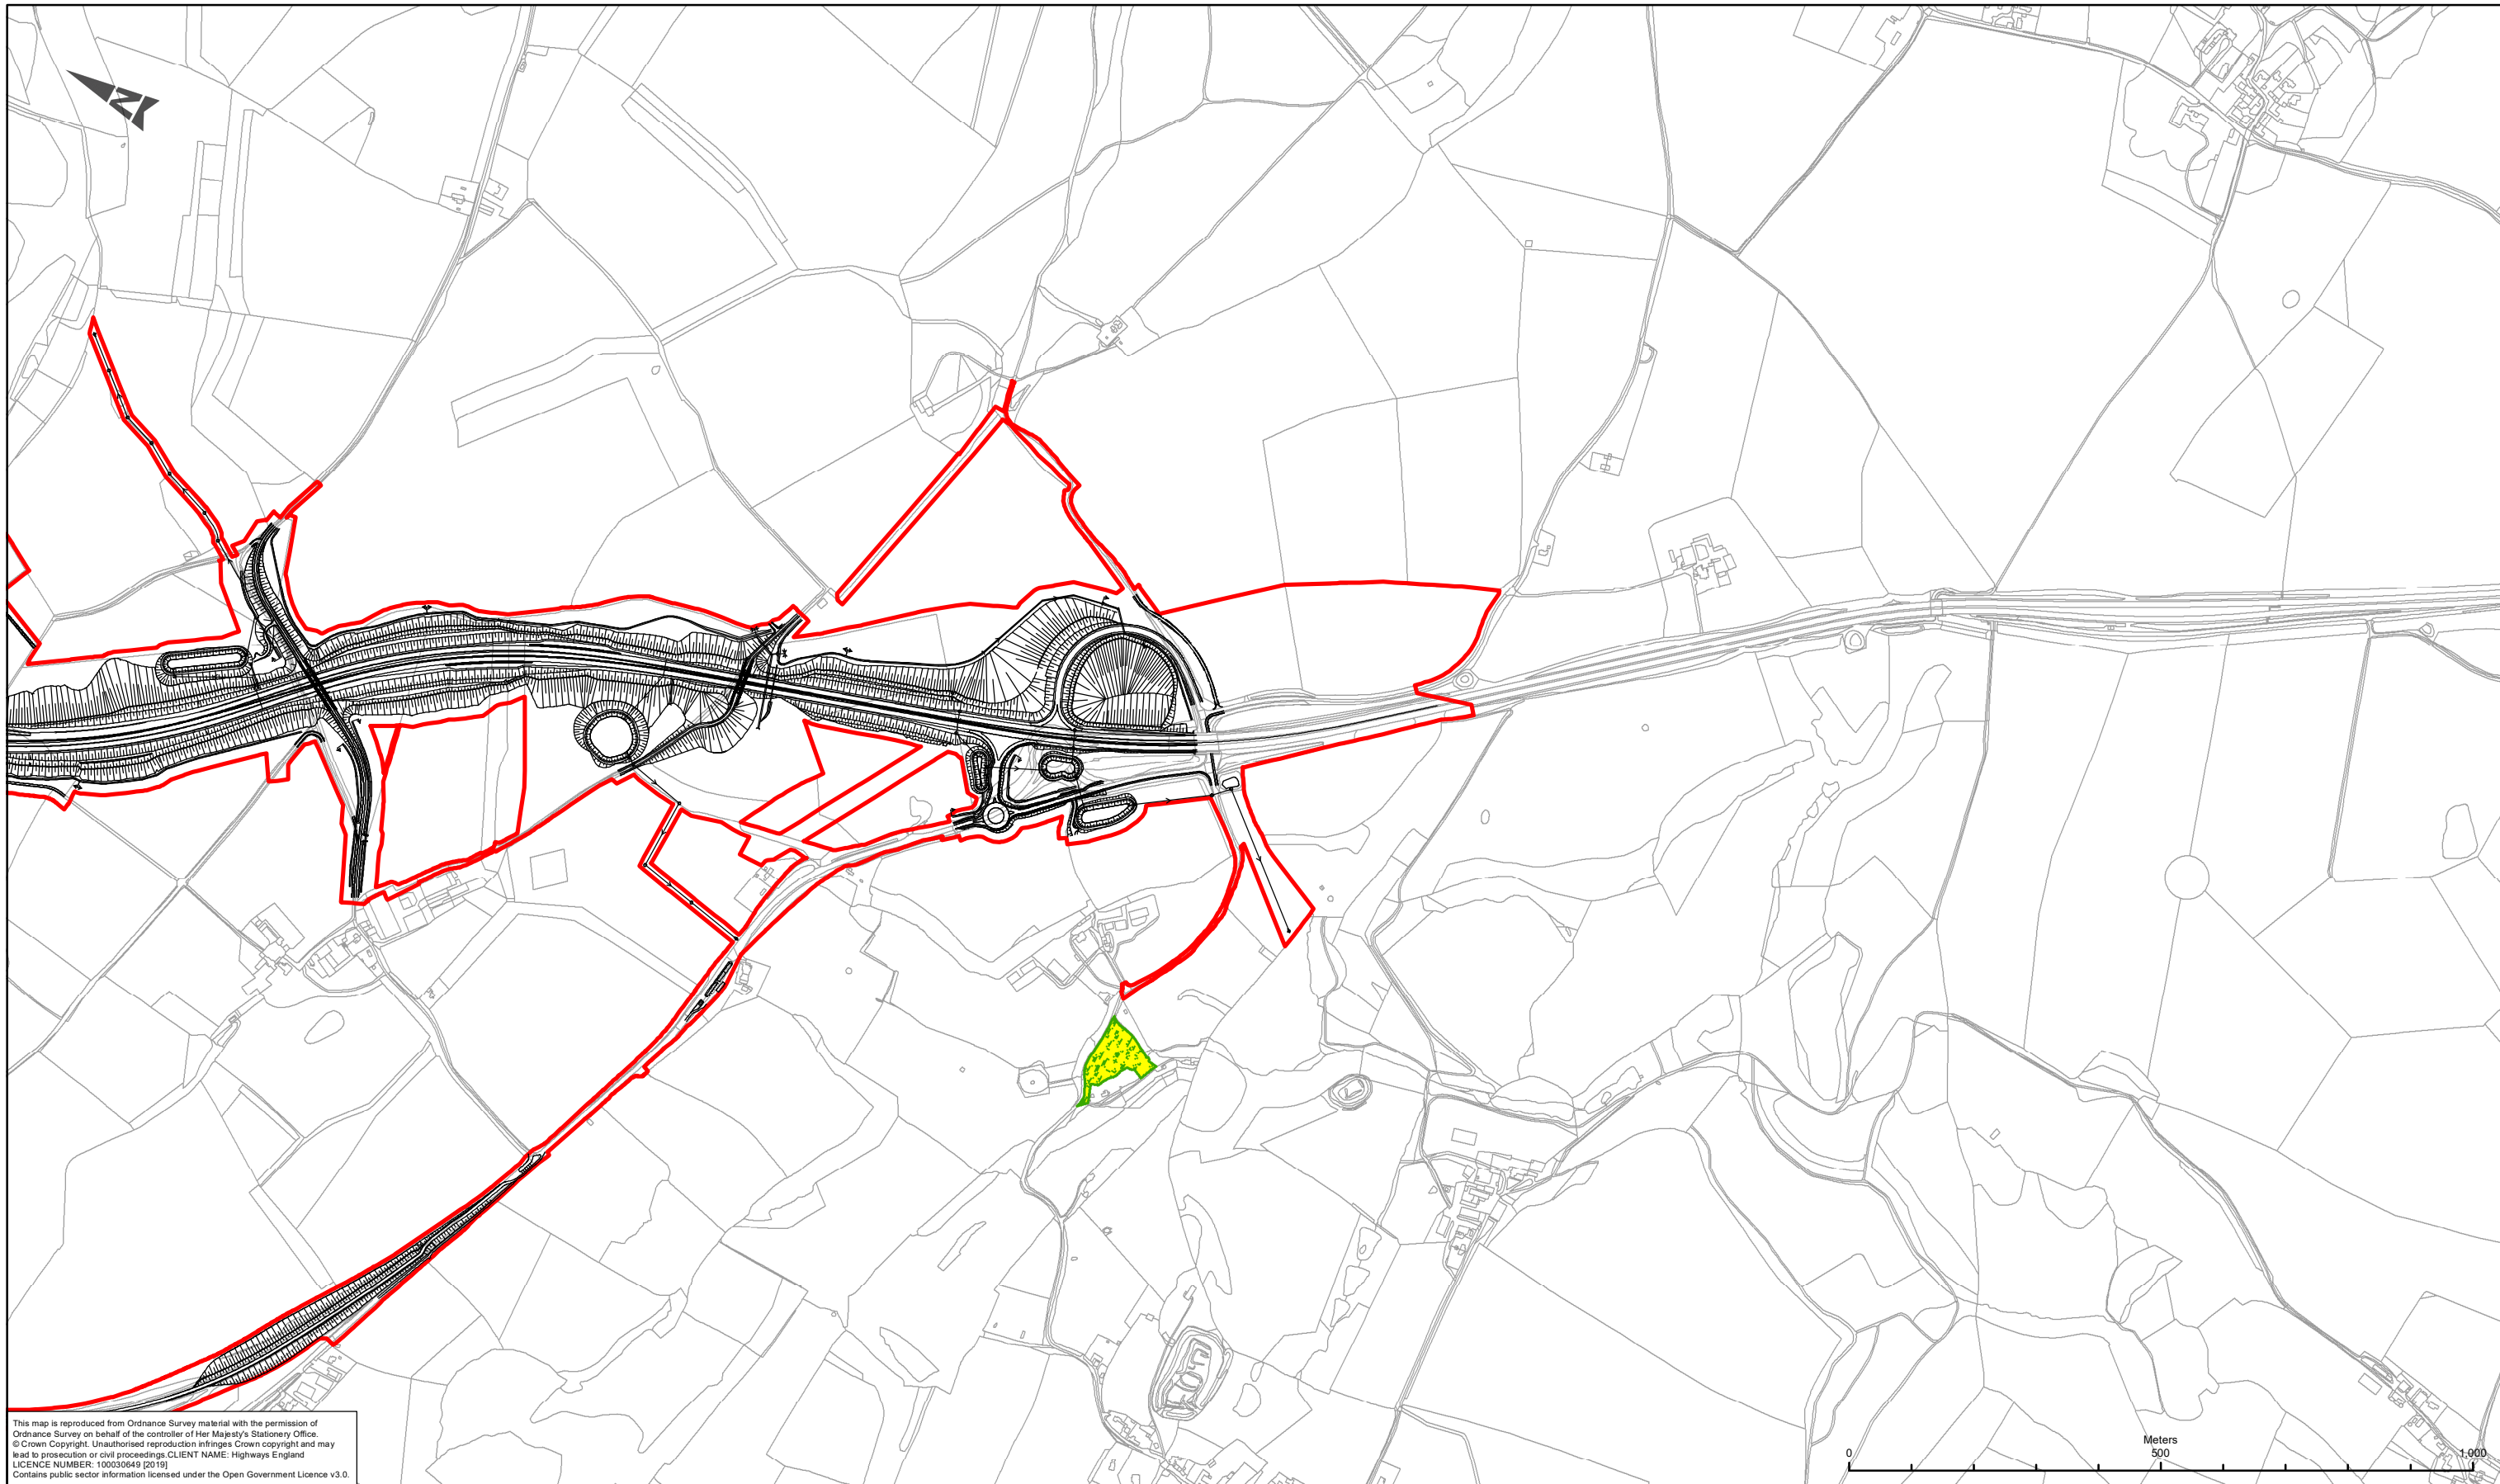 N
This map is reproduced from Ordnance Survey material with the permission of
Ordnance Survey on behalf of the controller of Her Majesty's Stationery Office.
© Crown Copyright. Unauthorised reproduction infringes Crown copyright and may
lead to prosecution or civil proceedings.CLIENT NAME: Highways England
LICENCE NUMBER: 100030649 [2019]
Contains public sector information licensed under the Open Government Licence v3.0.
Meters
0 500 1,000